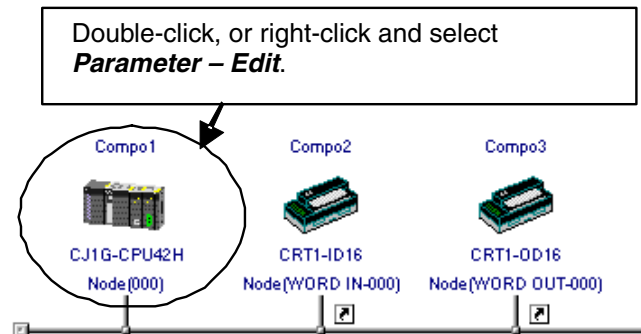 Double-click, or right-click and select
Parameter – Edit.
Compo1 Compo2 Compo3
CJ1G-CPU42H CRT1-ID16 CRT1-OD16
Node(000) Node(WORD IN-000) Node(WORD OUT-000)